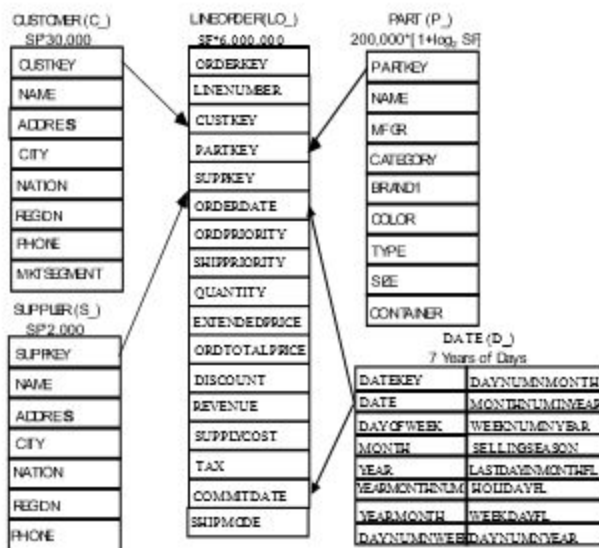 CUSTOMER (C_)
SF*30,000
CUSTKEY
NAME
ADDRESS
CITY
NATION
REGION
PHONE
MKTSEGMENT
SUPPLIER (S_)
SF*2,000
SUPPKEY
NAME
ADDRESS
CITY
NATION
REGION
PHONE
LINEORDER(LO_)
SF*6,000,000
ORDERKEY
LINENUMBER
CUSTKEY
PARTKEY
SUPPKEY
ORDERDATE
ORDPRIORITY
SHIPPRIORITY
QUANTITY
EXTENDEDPRICE
ORDTOTALPRICE
DISCOUNT
REVENUE
SUPPLYCOST
TAX
COMMITDATE
SHIPMODE
PART (P_)
200,000*[1+log₂ SF]
PARTKEY
NAME
MFGR
CATEGORY
BRAND1
COLOR
TYPE
SIZE
CONTAINER
DATE (D_)
7 Years of Days
DATEKEY DAYNUMNMONTH
DATE MONTHNUMINYEAR
DAYOFWEEK WEEKNUMNYEAR
MONTH SELLINGSEASON
YEAR LASTDAYINMONTHFL
YEARMONTHNUM HOLIDAYFL
YEARMONTH WEEKDAYFL
DAYNUMNWEEK DAYNUMNYEAR